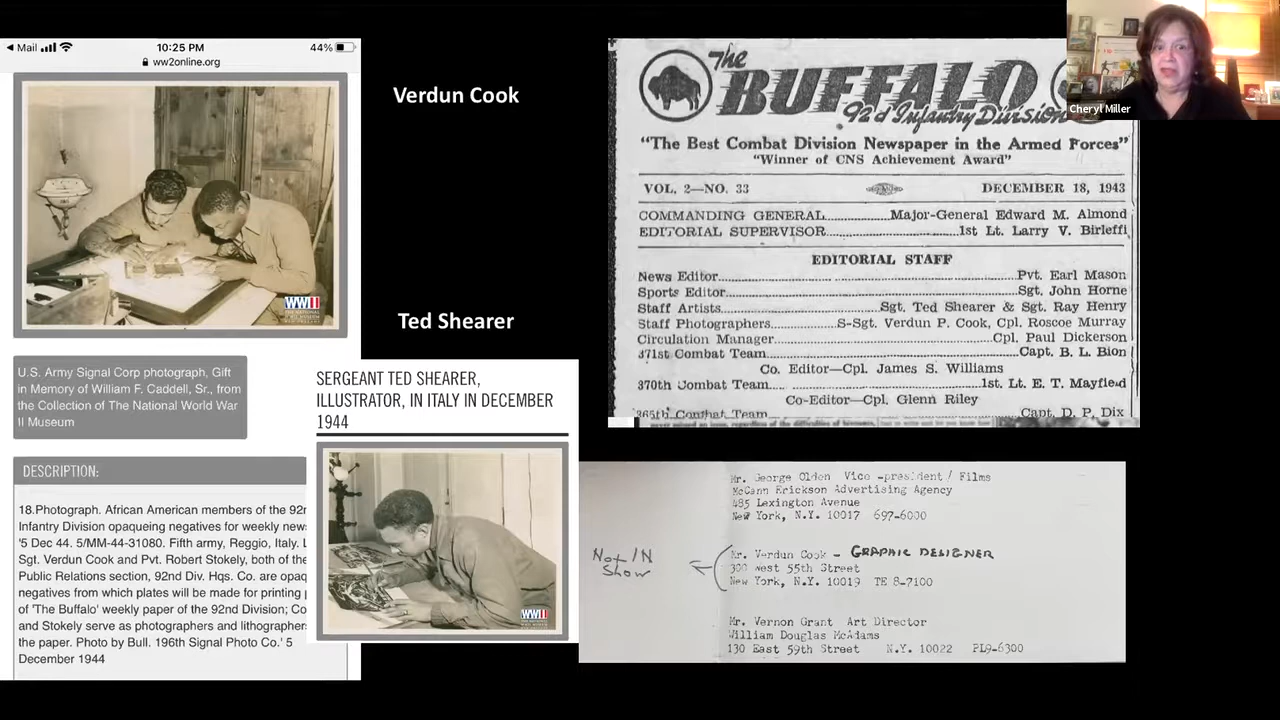 Mail
10:25 PM
44%
ww2online.org
WWII
U.S. Army Signal Corp photograph, Gift
in Memory of William F. Caddell, Sr., from
the Collection of The National World War
II Museum
DESCRIPTION:
18.Photograph. African American members of the 92n
Infantry Division opaqueing negatives for weekly news
'5 Dec 44. 5/MM-44-31080. Fifth army, Reggio, Italy. L
Sgt. Verdun Cook and Pvt. Robert Stokely, both of the
Public Relations section, 92nd Div. Hqs. Co. are opaq
negatives from which plates will be made for printing
of 'The Buffalo' weekly paper of the 92nd Division; Co
and Stokely serve as photographers and lithographers
the paper. Photo by Bull. 196th Signal Photo Co.' 5
December 1944
Verdun Cook
Ted Shearer
SERGEANT TED SHEARER,
ILLUSTRATOR, IN ITALY IN DECEMBER
1944
WWII
The
BUFFALO
92d Infantry Division
"The Best Combat Division Newspaper in the Armed Forces"
"Winner of CNS Achievement Award"
VOL. 2—NO. 33 DECEMBER 18, 1943
COMMANDING GENERAL Major-General Edward M. Almond
EDITORIAL SUPERVISOR 1st Lt. Larry V. Birleffi
EDITORIAL STAFF
News Editor Pvt. Earl Mason
Sports Editor Sgt. John Horne
Staff Artists Sgt. Ted Shearer & Sgt. Ray Henry
Staff Photographers S-Sgt. Verdun P. Cook, Cpl. Roscoe Murray
Circulation Manager Cpl. Paul Dickerson
371st Combat Team Capt. B. L. Bion
Co. Editor—Cpl. James S. Williams
370th Combat Team 1st. Lt. E. T. Mayfield
Co-Editor—Cpl. Glenn Riley
365th Combat Team Capt. D. P. Dix
Cheryl Miller
Mr. George Olden Vice -president / Films
McCann Erickson Advertising Agency
485 Lexington Avenue
New York, N.Y. 10017 697-6000
Not IN
Show
Mr. Verdun Cook - GRAPHIC DESIGNER
300 West 55th Street
New York, N.Y. 10019 TE 8-7100
Mr. Vernon Grant Art Director
William Douglas McAdams
130 East 59th Street N.Y. 10022 PL9-6300